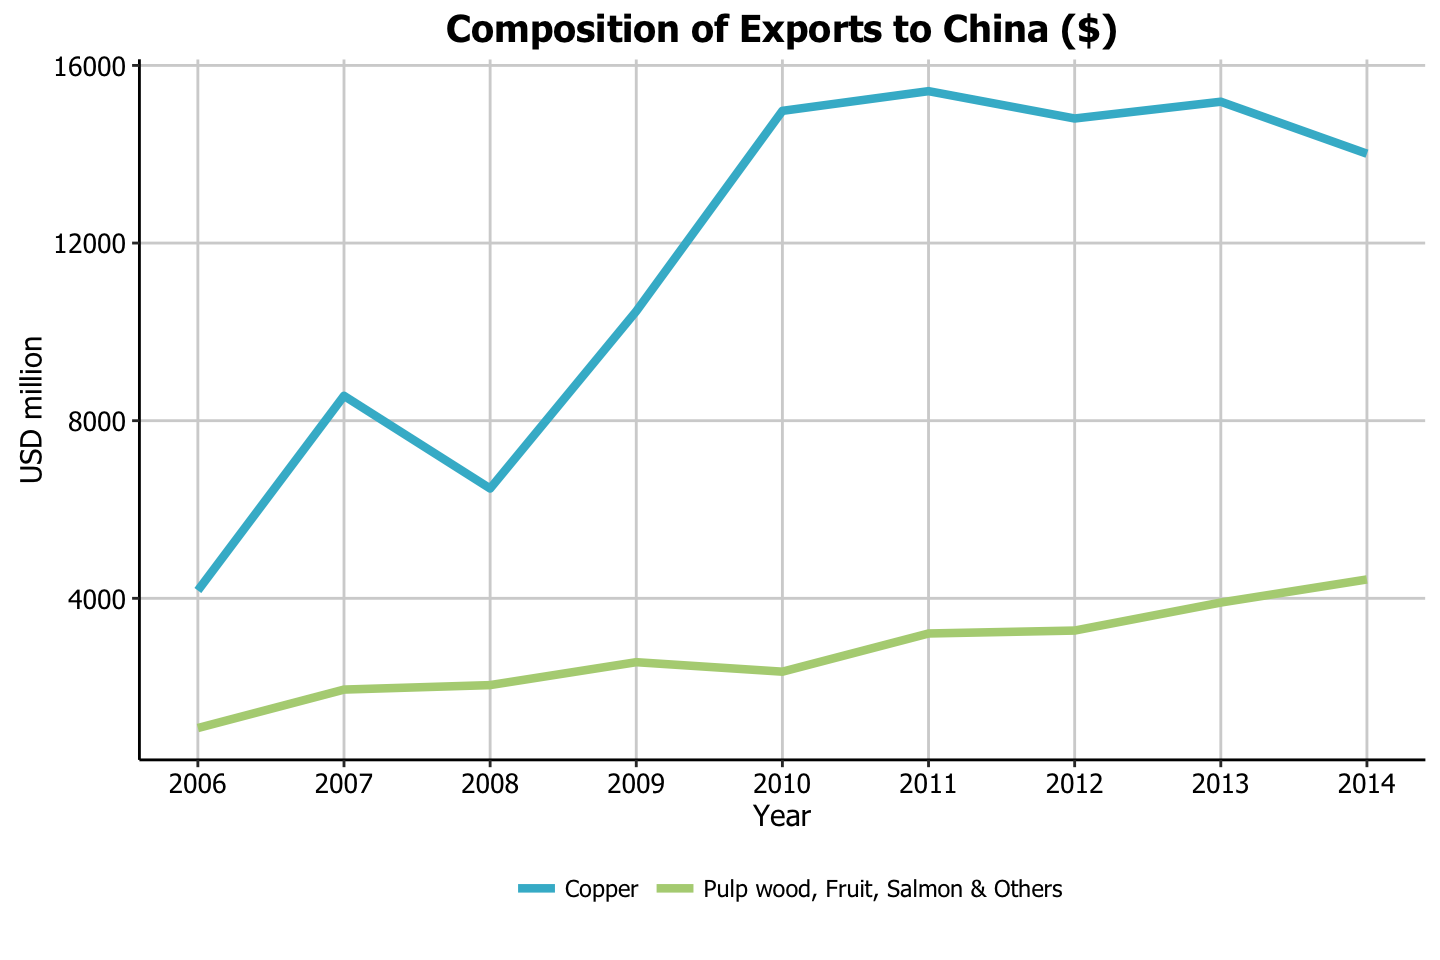 Composition of Exports to China ($)
16000
12000
8000
4000
USD million
2006 2007 2008 2009 2010 2011 2012 2013 2014
Year
Copper Pulp wood, Fruit, Salmon & Others